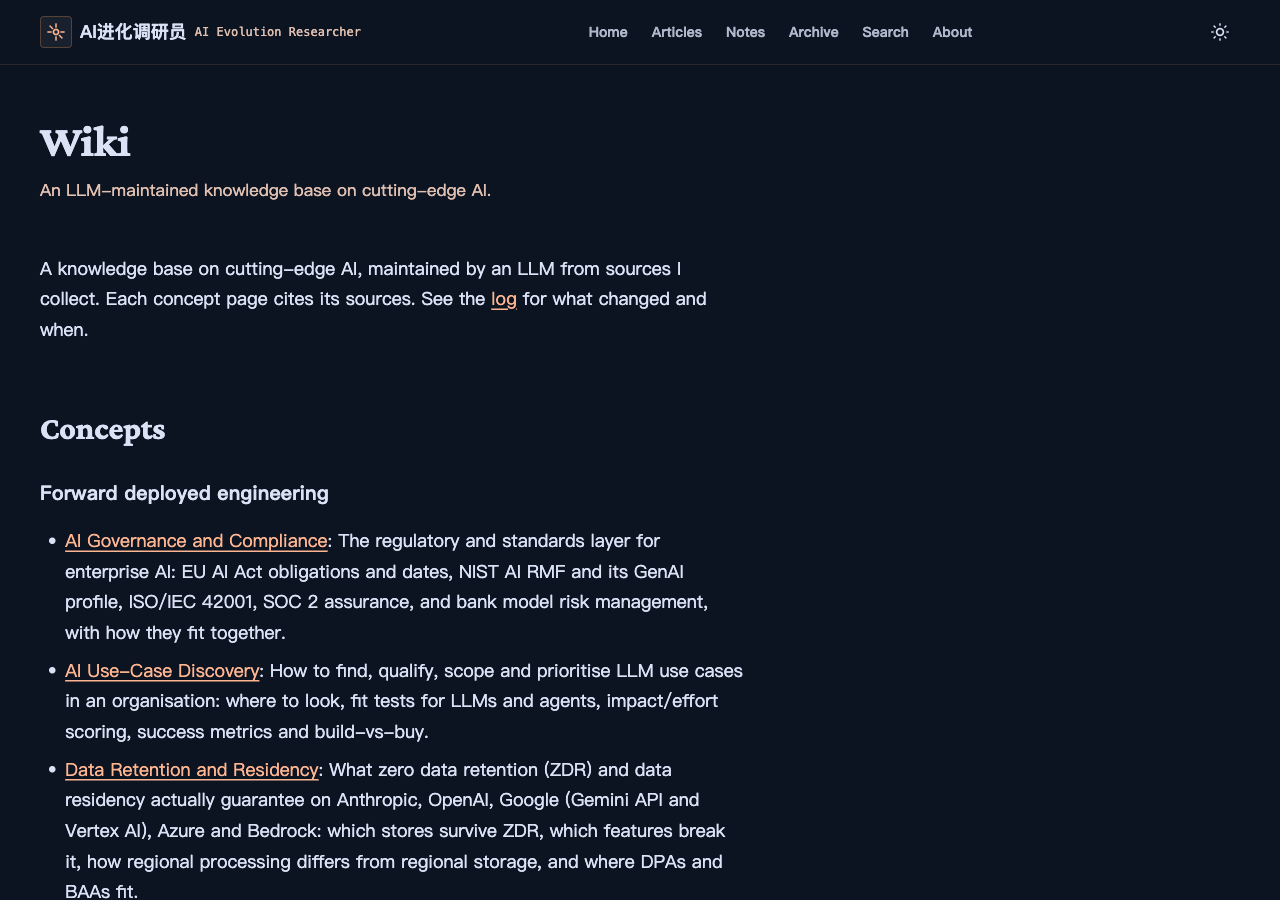 AI进化调研员 AI Evolution Researcher
Home Articles Notes Archive Search About
Wiki
An LLM-maintained knowledge base on cutting-edge AI.
A knowledge base on cutting-edge AI, maintained by an LLM from sources I
collect. Each concept page cites its sources. See the log for what changed and
when.
Concepts
Forward deployed engineering
• AI Governance and Compliance: The regulatory and standards layer for
enterprise AI: EU AI Act obligations and dates, NIST AI RMF and its GenAI
profile, ISO/IEC 42001, SOC 2 assurance, and bank model risk management,
with how they fit together.
• AI Use-Case Discovery: How to find, qualify, scope and prioritise LLM use cases
in an organisation: where to look, fit tests for LLMs and agents, impact/effort
scoring, success metrics and build-vs-buy.
• Data Retention and Residency: What zero data retention (ZDR) and data
residency actually guarantee on Anthropic, OpenAI, Google (Gemini API and
Vertex AI), Azure and Bedrock: which stores survive ZDR, which features break
it, how regional processing differs from regional storage, and where DPAs and
BAAs fit.